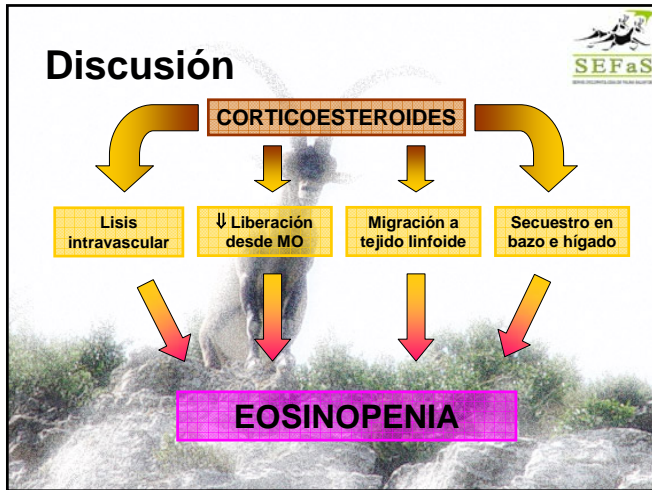 Discusión
SEFaS
CORTICOESTEROIDES
Lisis
intravascular
⇓ Liberación
desde MO
Migración a
tejido linfoide
Secuestro en
bazo e hígado
EOSINOPENIA